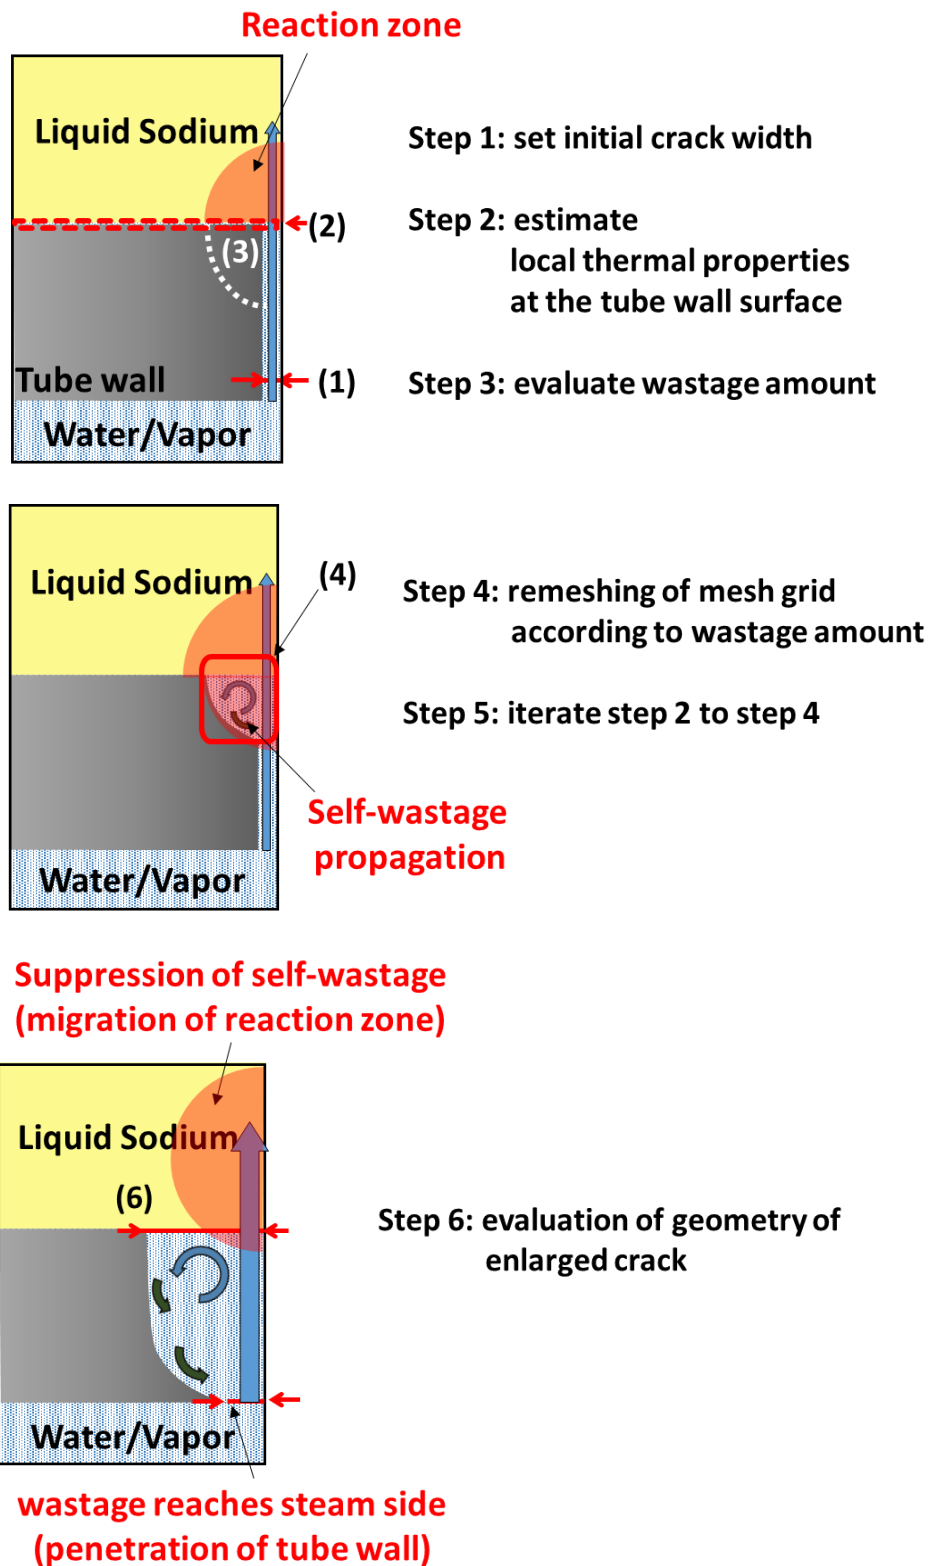 Reaction zone
Liquid Sodium
(2)
(3)
Tube wall
(1)
Water/Vapor
Step 1: set initial crack width
Step 2: estimate
local thermal properties
at the tube wall surface
Step 3: evaluate wastage amount
Liquid Sodium
(4)
Self-wastage
propagation
Water/Vapor
Step 4: remeshing of mesh grid
according to wastage amount
Step 5: iterate step 2 to step 4
Suppression of self-wastage
(migration of reaction zone)
Liquid Sodium
(6)
Water/Vapor
wastage reaches steam side
(penetration of tube wall)
Step 6: evaluation of geometry of
enlarged crack